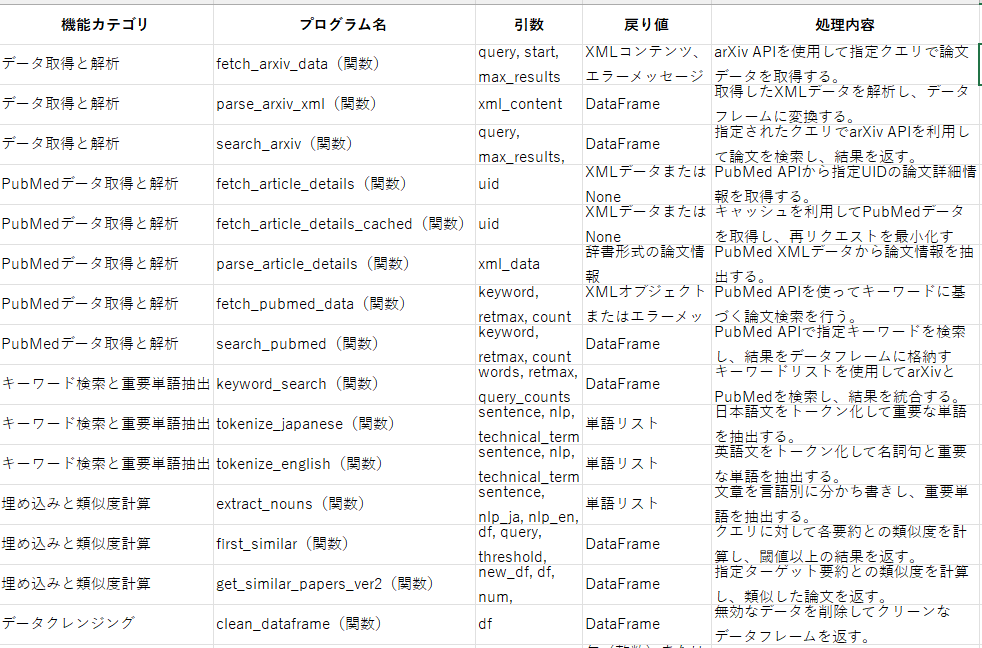 機能カテゴリ プログラム名 引数 戻り値 処理内容
データ取得と解析 fetch_arxiv_data（関数） query, start, max_results XMLコンテンツ、エラーメッセージ arXiv APIを使用して指定クエリで論文データを取得する。
データ取得と解析 parse_arxiv_xml（関数） xml_content DataFrame 取得したXMLデータを解析し、データフレームに変換する。
データ取得と解析 search_arxiv（関数） query, max_results, DataFrame 指定されたクエリでarXiv APIを利用して論文を検索し、結果を返す。
PubMedデータ取得と解析 fetch_article_details（関数） uid XMLデータまたはNone PubMed APIから指定UIDの論文詳細情報を取得する。
PubMedデータ取得と解析 fetch_article_details_cached（関数） uid XMLデータまたはNone キャッシュを利用してPubMedデータを取得し、再リクエストを最小化す
PubMedデータ取得と解析 parse_article_details（関数） xml_data 辞書形式の論文情報 PubMed XMLデータから論文情報を抽出する。
PubMedデータ取得と解析 fetch_pubmed_data（関数） keyword, retmax, count XMLオブジェクトまたはエラーメッ PubMed APIを使ってキーワードに基づく論文検索を行う。
PubMedデータ取得と解析 search_pubmed（関数） keyword, retmax, count DataFrame PubMed APIで指定キーワードを検索し、結果をデータフレームに格納す
キーワード検索と重要単語抽出 keyword_search（関数） words, retmax, query_counts DataFrame キーワードリストを使用してarXivとPubMedを検索し、結果を統合する。
キーワード検索と重要単語抽出 tokenize_japanese（関数） sentence, nlp, technical_term 単語リスト 日本語文をトークン化して重要な単語を抽出する。
キーワード検索と重要単語抽出 tokenize_english（関数） sentence, nlp, technical_term 単語リスト 英語文をトークン化して名詞句と重要な単語を抽出する。
埋め込みと類似度計算 extract_nouns（関数） sentence, nlp_ja, nlp_en, 単語リスト 文章を言語別に分かち書きし、重要単語を抽出する。
埋め込みと類似度計算 first_similar（関数） df, query, threshold, DataFrame クエリに対して各要約との類似度を計算し、閾値以上の結果を返す。
埋め込みと類似度計算 get_similar_papers_ver2（関数） new_df, df, num, DataFrame 指定ターゲット要約との類似度を計算し、類似した論文を返す。
データクレンジング clean_dataframe（関数） df DataFrame 無効なデータを削除してクリーンなデータフレームを返す。